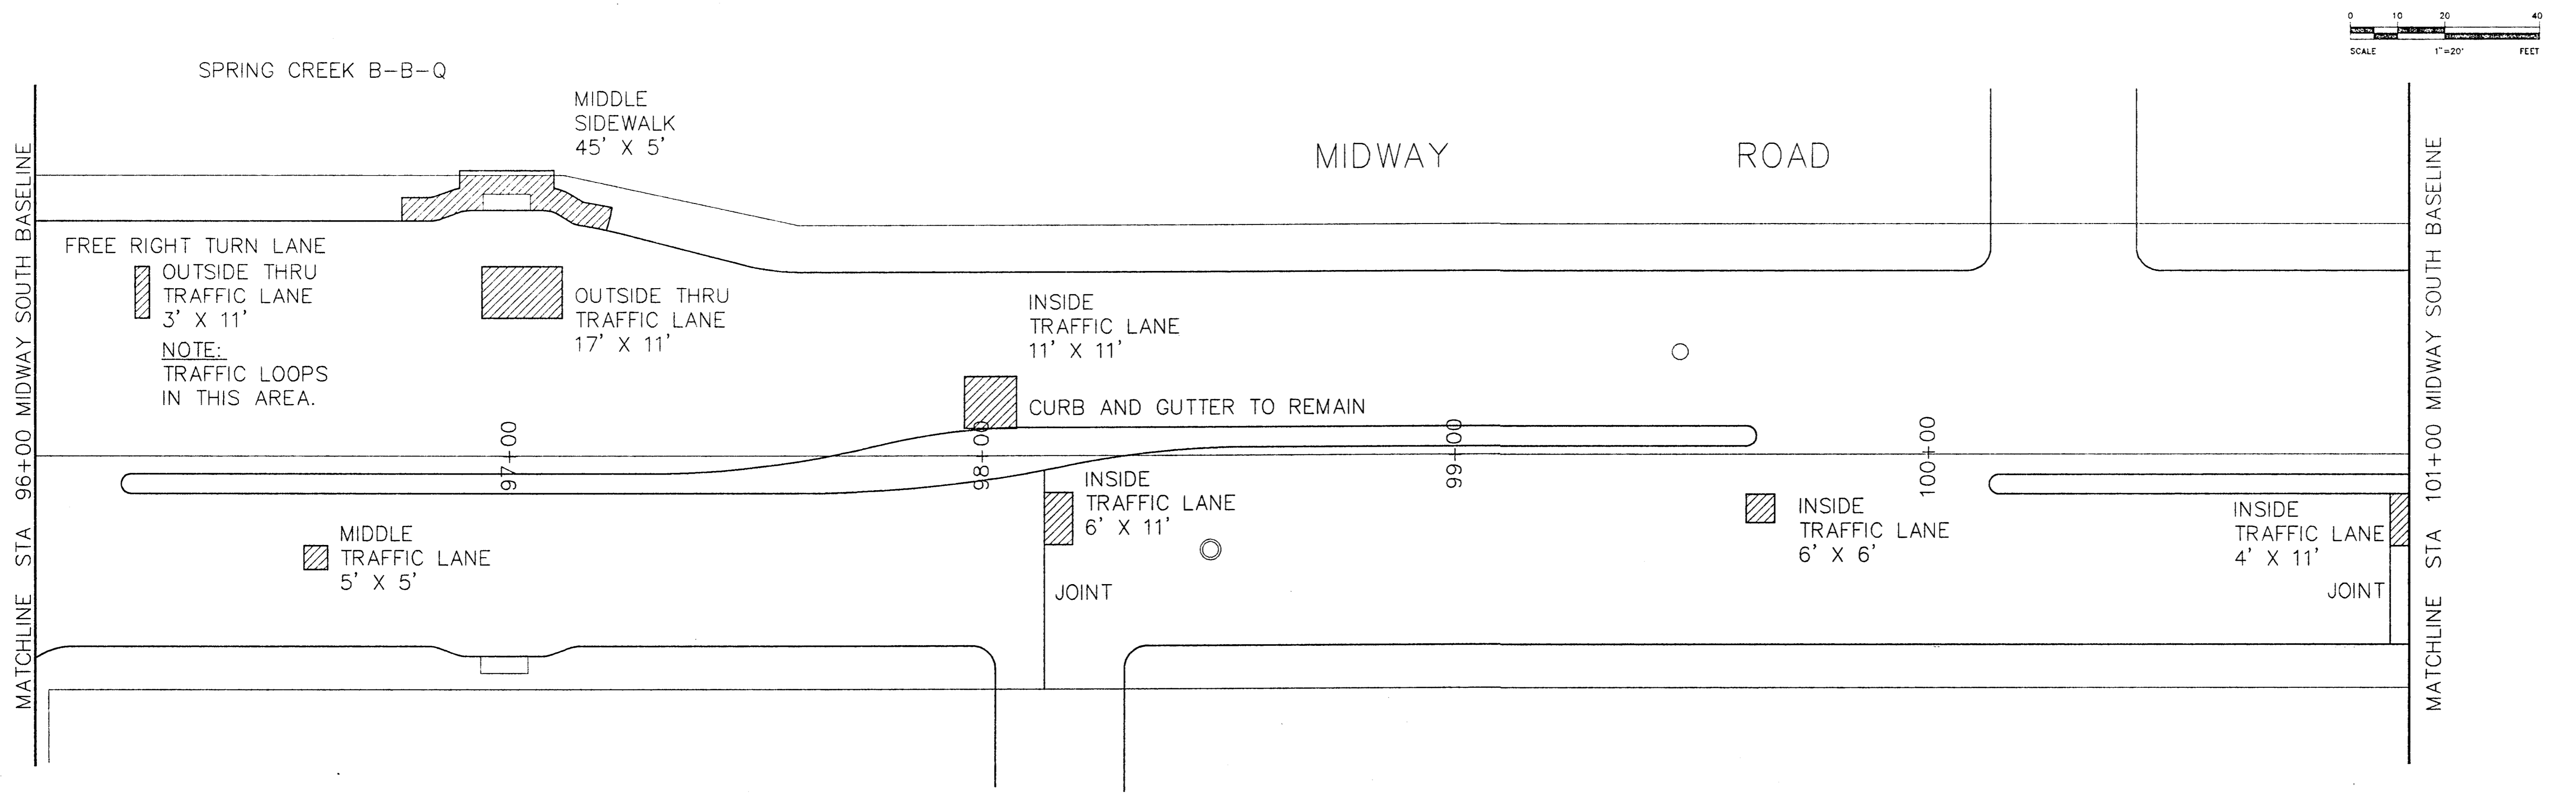 0 10 20 40
SCALE 1"=20' FEET
SPRING CREEK B-B-Q
MIDDLE
SIDEWALK
45' X 5'
MIDWAY ROAD
MATCHLINE STA 96+00 MIDWAY SOUTH BASELINE
FREE RIGHT TURN LANE
OUTSIDE THRU
TRAFFIC LANE
3' X 11'
NOTE:
TRAFFIC LOOPS
IN THIS AREA.
OUTSIDE THRU
TRAFFIC LANE
17' X 11'
INSIDE
TRAFFIC LANE
11' X 11'
CURB AND GUTTER TO REMAIN
97+00
98+00
99+00
100+00
MIDDLE
TRAFFIC LANE
5' X 5'
INSIDE
TRAFFIC LANE
6' X 11'
JOINT
INSIDE
TRAFFIC LANE
6' X 6'
INSIDE
TRAFFIC LANE
4' X 11'
JOINT
MATCHLINE STA 101+00 MIDWAY SOUTH BASELINE